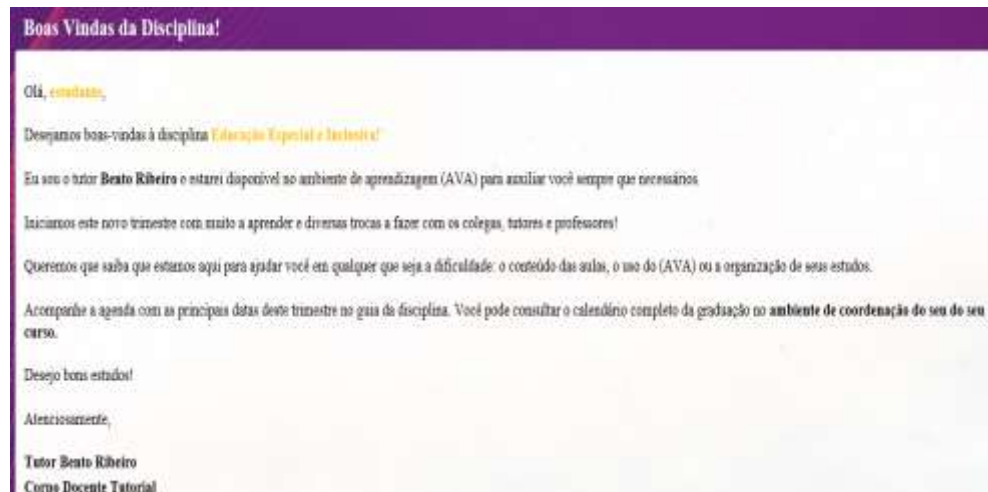 Boas Vindas da Disciplina!
Olá, estudante,
Desejamos boas-vindas à disciplina Educação Especial e Inclusiva!
Eu sou o tutor Bento Ribeiro e estarei disponível no ambiente de aprendizagem (AVA) para auxiliar você sempre que necessários
Iniciamos este novo trimestre com muito a aprender e diversas trocas a fazer com os colegas, tutores e professores!
Queremos que saiba que estamos aqui para ajudar você em qualquer que seja a dificuldade: o conteúdo das aulas, o uso do (AVA) ou a organização de seus estudos.
Acompanhe a agenda com as principais datas deste trimestre no guia da disciplina. Você pode consultar o calendário completo da graduação no ambiente de coordenação do seu do seu
curso.
Desejo bons estudos!
Atenciosamente,
Tutor Bento Ribeiro
Corpo Docente Tutorial